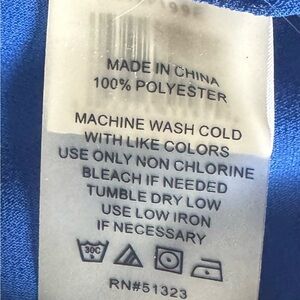 MADE IN CHINA
100% POLYESTER
MACHINE WASH COLD
WITH LIKE COLORS
USE ONLY NON CHLORINE
BLEACH IF NEEDED
TUMBLE DRY LOW
USE LOW IRON
IF NECESSARY
30C
RN#51323